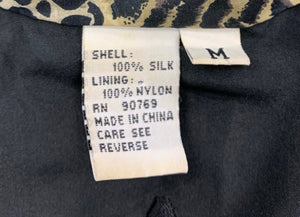 SHELL:
100% SILK
LINING:
100% NYLON
RN 90769
MADE IN CHINA
CARE SEE
REVERSE
M